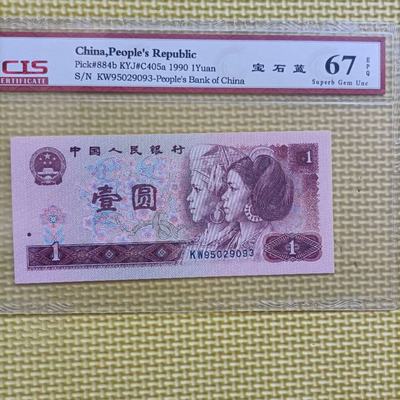 CIS
CERTIFICATE
China,People's Republic
Pick#884b KYJ#C405a 1990 1Yuan
S/N KW95029093-People's Bank of China
宝石蓝
67 EPQ
Superb Gem Unc
中国人民银行
1
壹圆
1
1
KW95029093